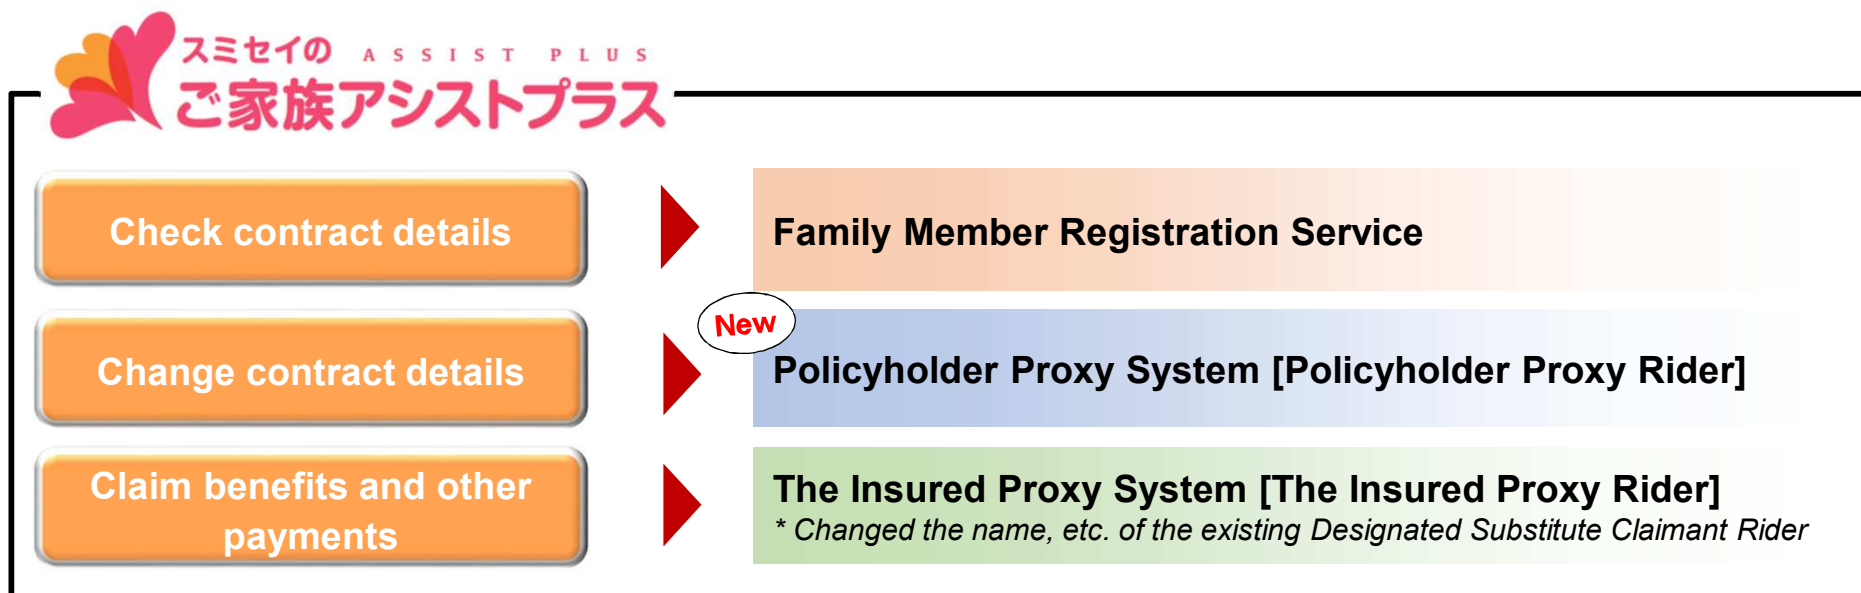 スミセイの ASSIST PLUS
ご家族アシストプラス
Check contract details
Family Member Registration Service
New
Change contract details
Policyholder Proxy System [Policyholder Proxy Rider]
Claim benefits and other
payments
The Insured Proxy System [The Insured Proxy Rider]
* Changed the name, etc. of the existing Designated Substitute Claimant Rider